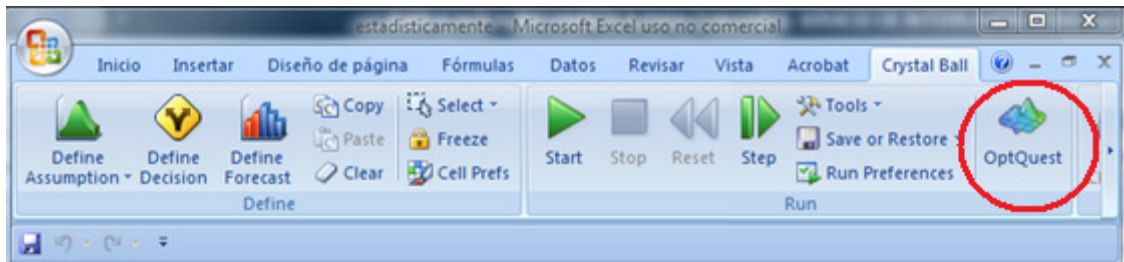 estadisticamente - Microsoft Excel uso no comercial
Inicio Insertar Diseño de página Fórmulas Datos Revisar Vista Acrobat Crystal Ball
Define Assumption
Define Decision
Define Forecast
Copy
Paste
Clear
Select
Freeze
Cell Prefs
Define
Start
Stop
Reset
Step
Tools
Save or Restore
Run Preferences
OptQuest
Run